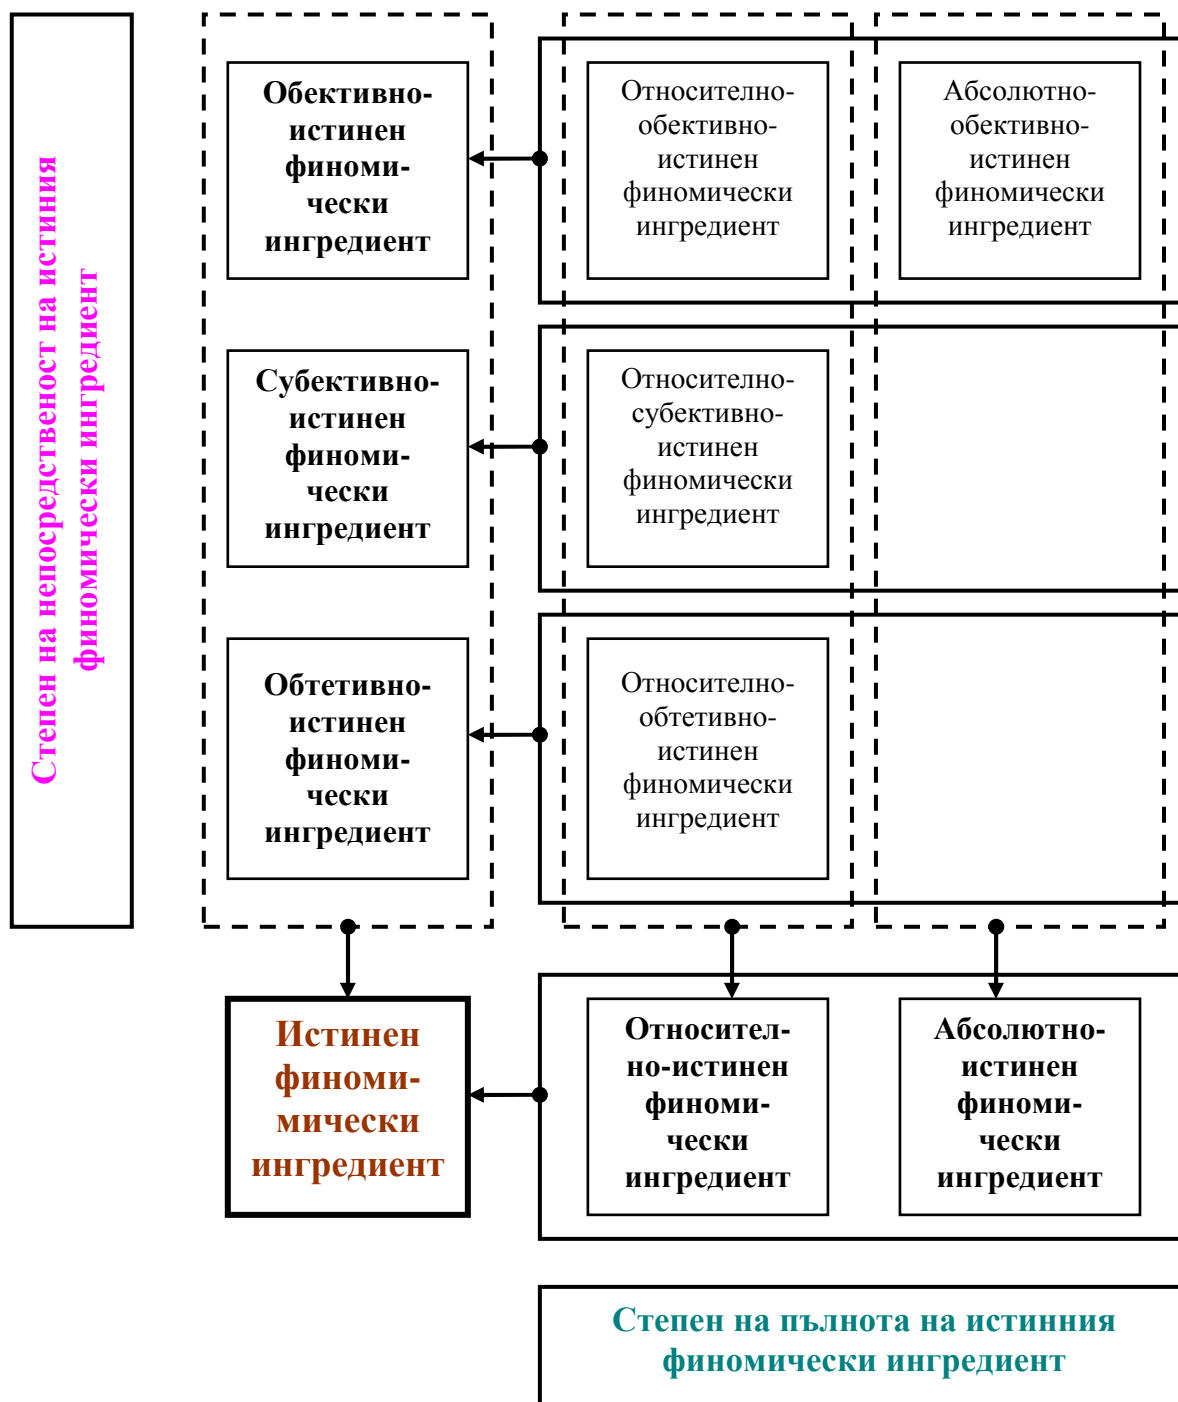 Степен на непосредственост на истиния
финомически ингредиент
Обективно-
истинен
финоми-
чески
ингредиент
Относително-
обективно-
истинен
финомически
ингредиент
Абсолютно-
обективно-
истинен
финомически
ингредиент
Субективно-
истинен
финоми-
чески
ингредиент
Относително-
субективно-
истинен
финомически
ингредиент
Обтетивно-
истинен
финоми-
чески
ингредиент
Относително-
обтетивно-
истинен
финомически
ингредиент
Истинен
финоми-
мически
ингредиент
Относител-
но-истинен
финоми-
чески
ингредиент
Абсолютно-
истинен
финоми-
чески
ингредиент
Степен на пълнота на истинния
финомически ингредиент